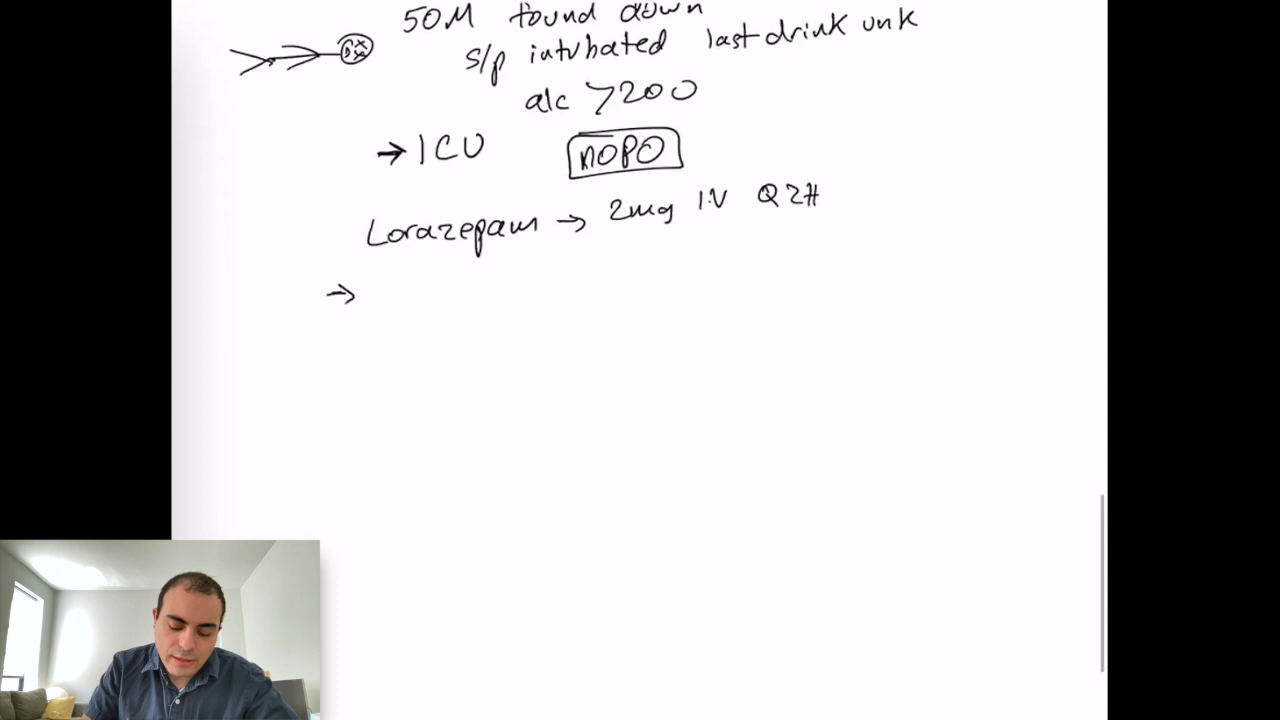 50M found down
s/p intubated last drink unk
alc >200
→ ICU noPO
Lorazepam → 2mg IV Q2H
→